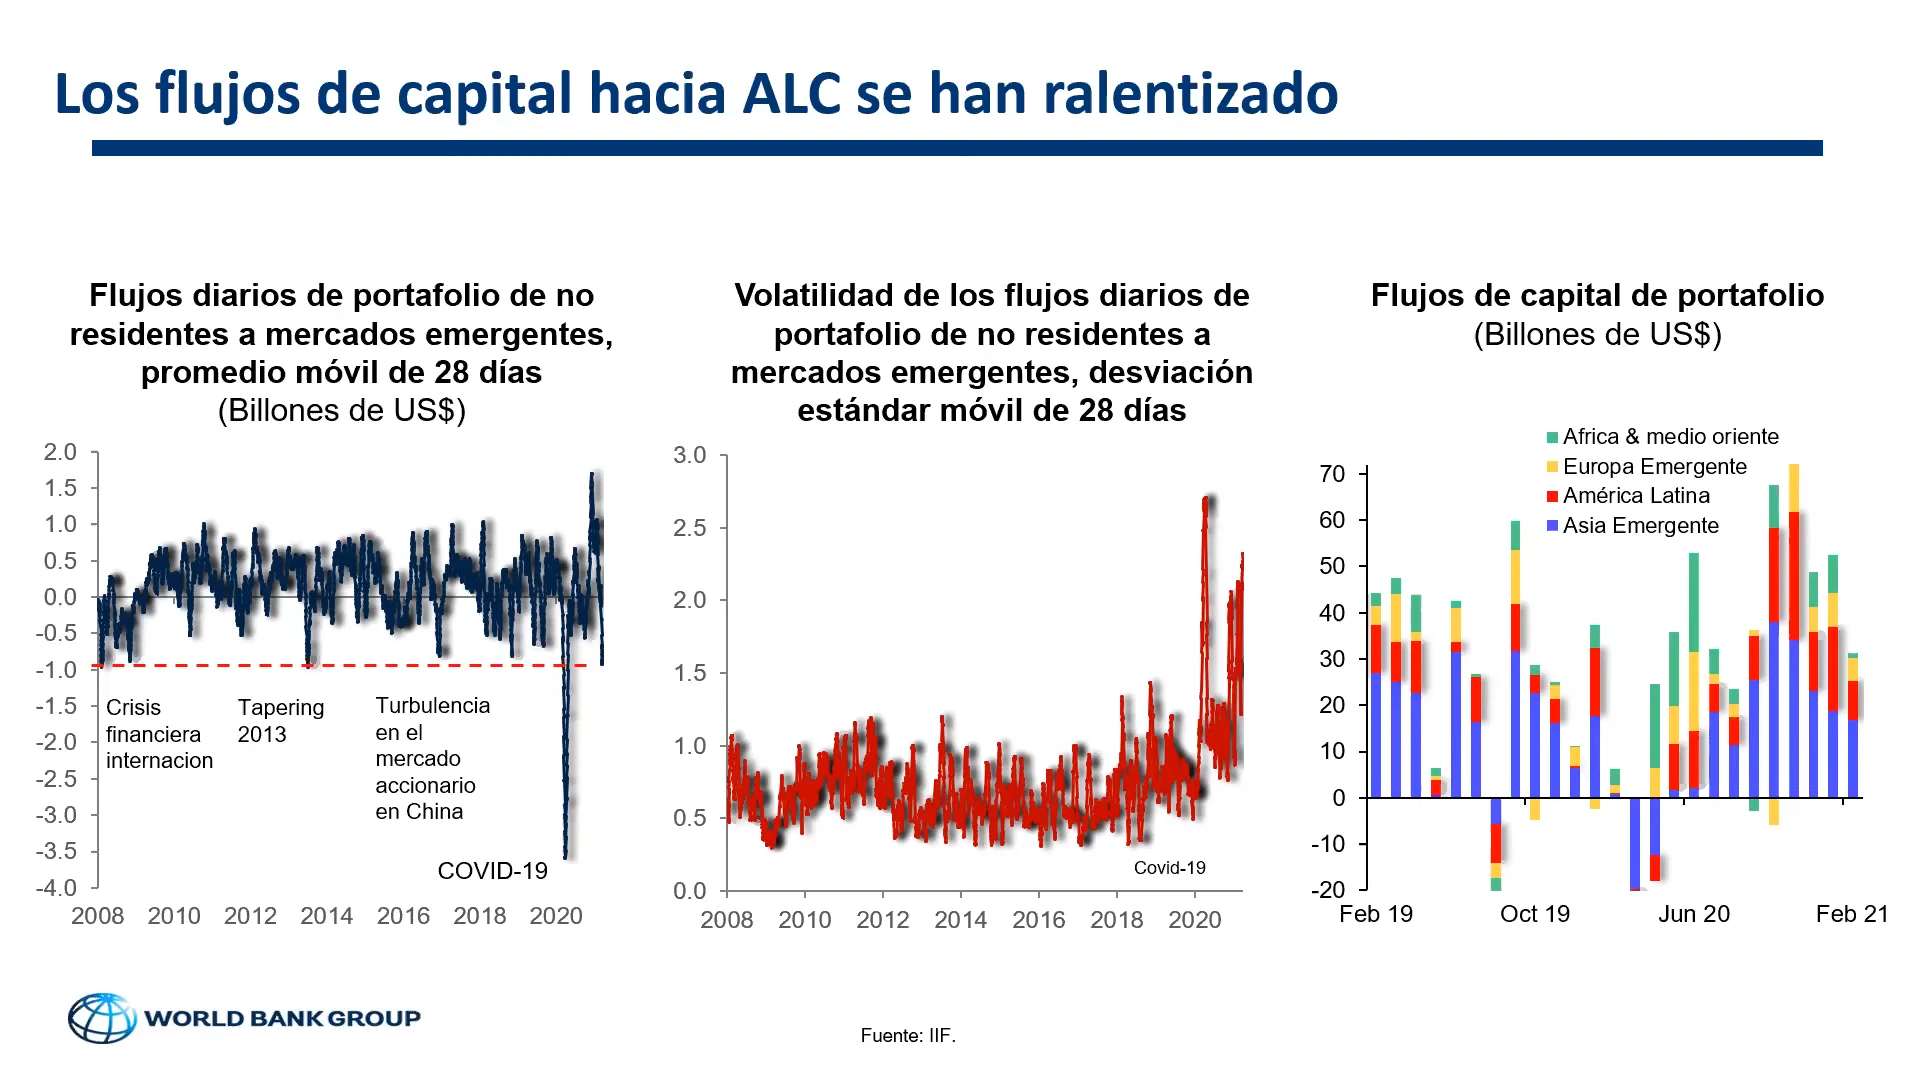 Los flujos de capital hacia ALC se han ralentizado
Flujos diarios de portafolio de no
residentes a mercados emergentes,
promedio móvil de 28 días
(Billones de US$)
2.0
1.5
1.0
0.5
0.0
-0.5
-1.0
-1.5
-2.0
-2.5
-3.0
-3.5
-4.0
Crisis
financiera
internacion
Tapering
2013
Turbulencia
en el
mercado
accionario
en China
COVID-19
2008 2010 2012 2014 2016 2018 2020
Volatilidad de los flujos diarios de
portafolio de no residentes a
mercados emergentes, desviación
estándar móvil de 28 días
3.0
2.5
2.0
1.5
1.0
0.5
0.0
Covid-19
2008 2010 2012 2014 2016 2018 2020
Flujos de capital de portafolio
(Billones de US$)
Africa & medio oriente
Europa Emergente
América Latina
Asia Emergente
70
60
50
40
30
20
10
0
-10
-20
Feb 19 Oct 19 Jun 20 Feb 21
WORLD BANK GROUP
Fuente: IIF.